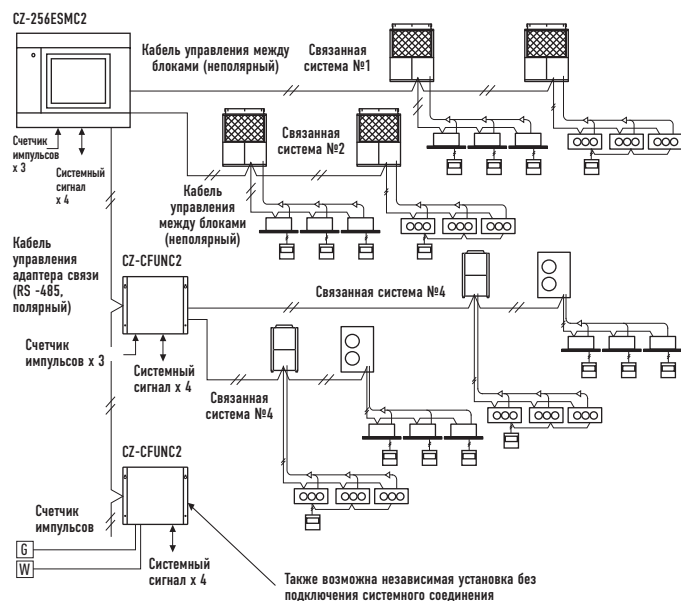 CZ-256ESMC2
Кабель управления между
блоками (неполярный)
Связанная
система №1
Счетчик
импульсов
x 3
Системный
сигнал
x 4
Связанная
система №2
Кабель
управления
между блоками
(неполярный)
Кабель
управления
адаптера связи
(RS -485,
полярный)
CZ-CFUNC2
Связанная система №4
Счетчик
импульсов x 3
Системный
сигнал x 4
Связанная
система №4
CZ-CFUNC2
Счетчик
импульсов
G
W
Системный
сигнал x 4
Также возможна независимая установка без
подключения системного соединения